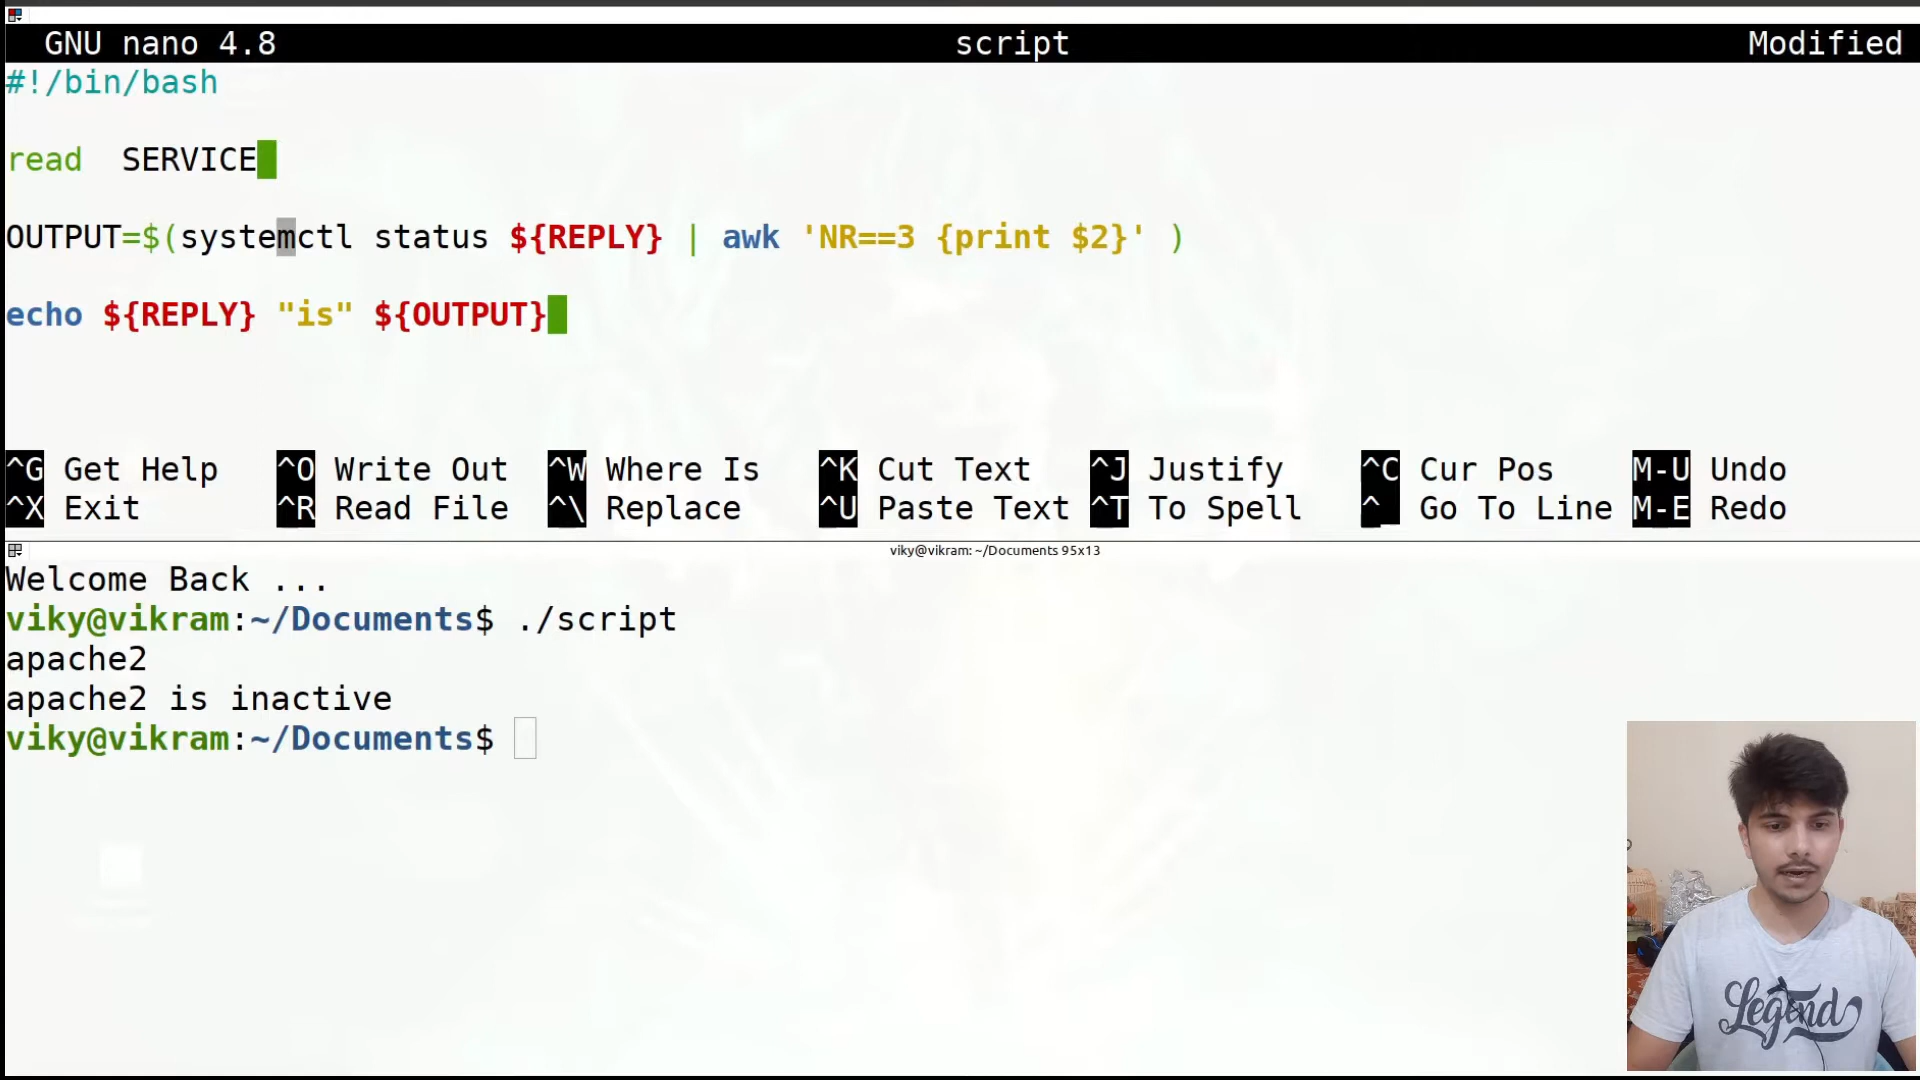 GNU nano 4.8 script Modified
#!/bin/bash
read  SERVICE
OUTPUT=$(systemctl status ${REPLY} | awk 'NR==3 {print $2}' )
echo ${REPLY} "is" ${OUTPUT}
^G Get Help ^O Write Out ^W Where Is ^K Cut Text ^J Justify ^C Cur Pos M-U Undo
^X Exit ^R Read File ^\ Replace ^U Paste Text ^T To Spell ^_ Go To Line M-E Redo
viky@vikram: ~/Documents 95x13
Welcome Back ...
viky@vikram:~/Documents$ ./script
apache2
apache2 is inactive
viky@vikram:~/Documents$
Legend